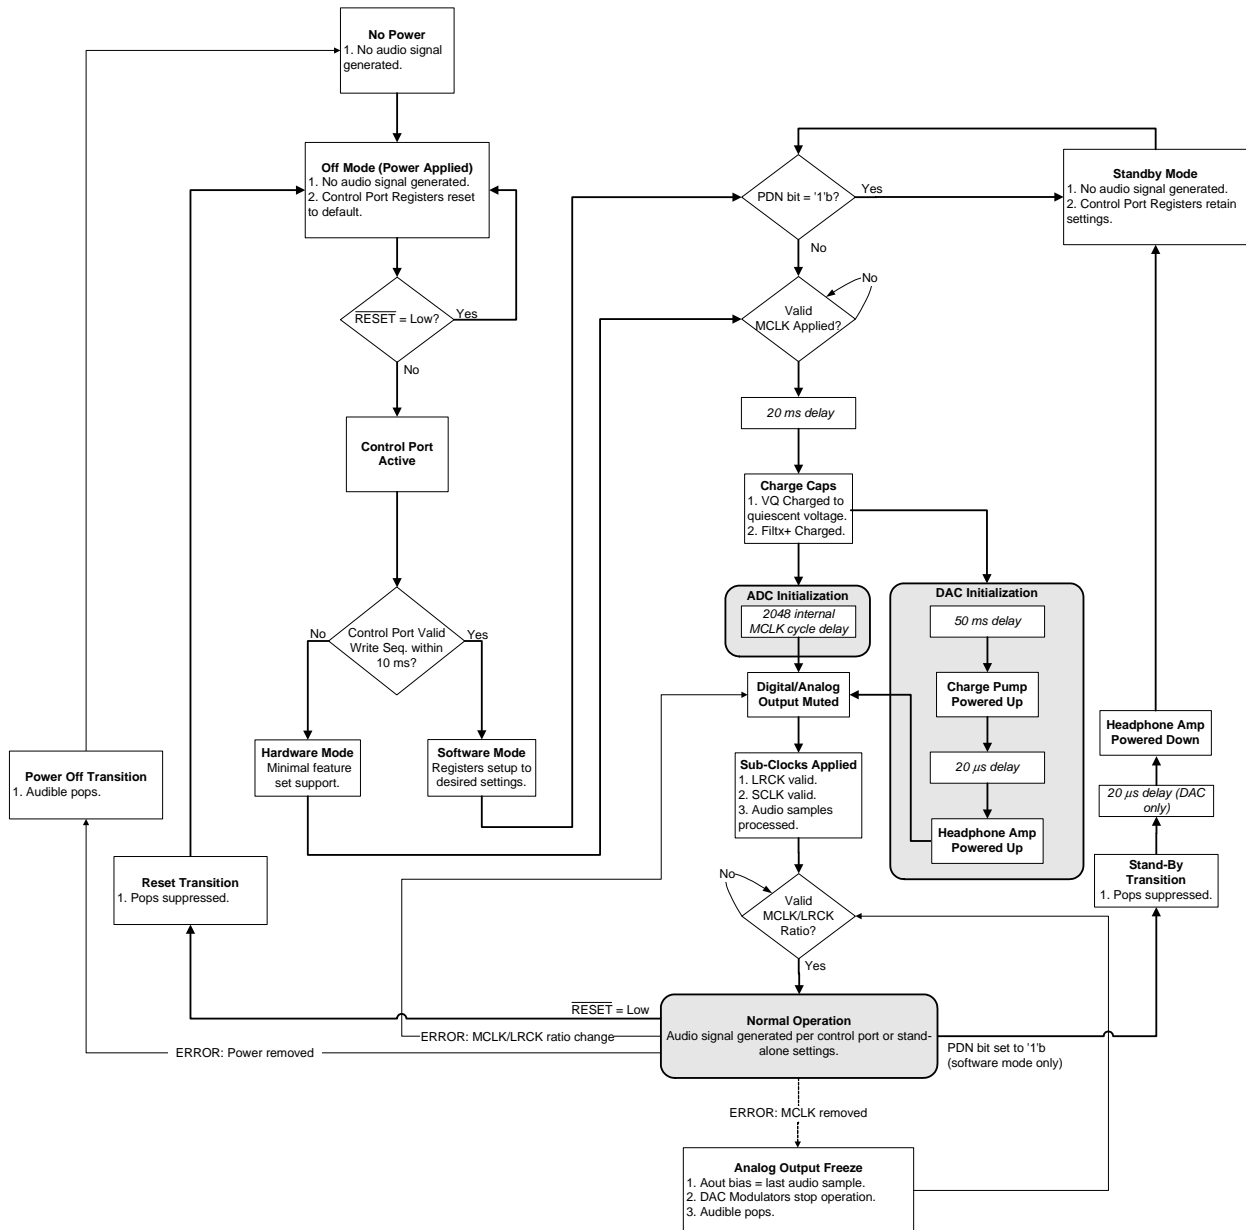 No Power
1. No audio signal
generated.
Off Mode (Power Applied)
1. No audio signal generated.
2. Control Port Registers reset
to default.
PDN bit = '1'b?
Yes
No
Standby Mode
1. No audio signal generated.
2. Control Port Registers retain
settings.
RESET = Low?
Yes
No
Valid
MCLK Applied?
No
20 ms delay
Control Port
Active
Charge Caps
1. VQ Charged to
quiescent voltage.
2. Filtx+ Charged.
ADC Initialization
2048 internal
MCLK cycle delay
DAC Initialization
50 ms delay
Charge Pump
Powered Up
20 μs delay
Headphone Amp
Powered Up
No
Control Port Valid
Write Seq. within
10 ms?
Yes
Digital/Analog
Output Muted
Hardware Mode
Minimal feature
set support.
Software Mode
Registers setup to
desired settings.
Sub-Clocks Applied
1. LRCK valid.
2. SCLK valid.
3. Audio samples
processed.
Headphone Amp
Powered Down
20 μs delay (DAC
only)
Stand-By
Transition
1. Pops suppressed.
Power Off Transition
1. Audible pops.
Reset Transition
1. Pops suppressed.
No
Valid
MCLK/LRCK
Ratio?
Yes
RESET = Low
ERROR: MCLK/LRCK ratio change
ERROR: Power removed
Normal Operation
Audio signal generated per control port or stand-
alone settings.
PDN bit set to '1'b
(software mode only)
ERROR: MCLK removed
Analog Output Freeze
1. Aout bias = last audio sample.
2. DAC Modulators stop operation.
3. Audible pops.